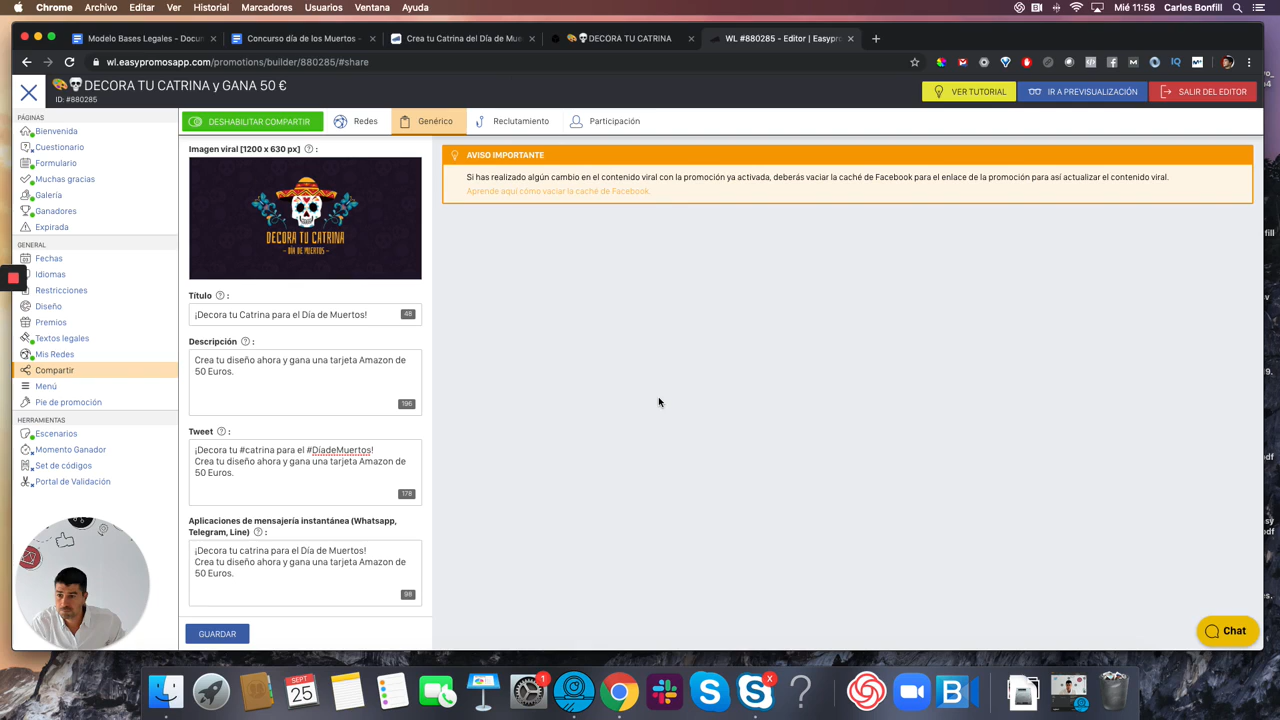 Chrome Archivo Editar Ver Historial Marcadores Usuarios Ventana Ayuda Mié 11:58 Carles Bonfill
Modelo Bases Legales - Docu Concurso día de los Muertos - Crea tu Catrina del Día de Mue DECORA TU CATRINA WL #880285 - Editor | Easypro
wl.easypromosapp.com/promotions/builder/880285/#share
DECORA TU CATRINA y GANA 50 €
ID: #880285
VER TUTORIAL IR A PREVISUALIZACIÓN SALIR DEL EDITOR
PÁGINAS
Bienvenida
Cuestionario
Formulario
Muchas gracias
Galería
Ganadores
Expirada
GENERAL
Fechas
Idiomas
Restricciones
Diseño
Premios
Textos legales
Mis Redes
Compartir
Menú
Pie de promoción
HERRAMIENTAS
Escenarios
Momento Ganador
Set de códigos
Portal de Validación
DESHABILITAR COMPARTIR Redes Genérico Reclutamiento Participación
Imagen viral [1200 x 630 px] ? :
DECORA TU CATRINA
- DÍA DE MUERTOS -
Título ? :
¡Decora tu Catrina para el Día de Muertos! 48
Descripción ? :
Crea tu diseño ahora y gana una tarjeta Amazon de
50 Euros.
196
Tweet ? :
¡Decora tu #catrina para el #DíadeMuertos!
Crea tu diseño ahora y gana una tarjeta Amazon de
50 Euros.
178
Aplicaciones de mensajería instantánea (Whatsapp,
Telegram, Line) ? :
¡Decora tu catrina para el Día de Muertos!
Crea tu diseño ahora y gana una tarjeta Amazon de
50 Euros.
98
GUARDAR
AVISO IMPORTANTE
Si has realizado algún cambio en el contenido viral con la promoción ya activada, deberás vaciar la caché de Facebook para el enlace de la promoción para así actualizar el contenido viral.
Aprende aquí cómo vaciar la caché de Facebook.
Chat
SEPT
25
1
X